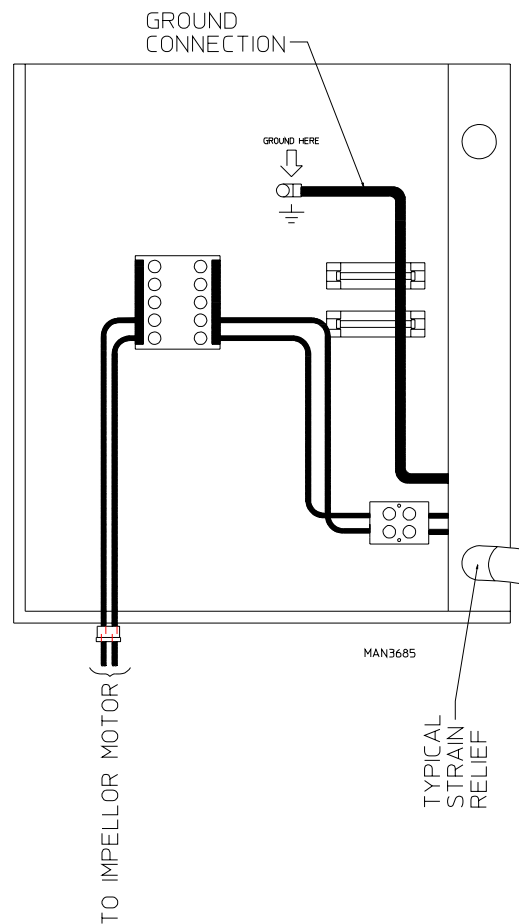 GROUND
CONNECTION
GROUND HERE
MAN3685
TO IMPELLOR MOTOR
TYPICAL
STRAIN
RELIEF